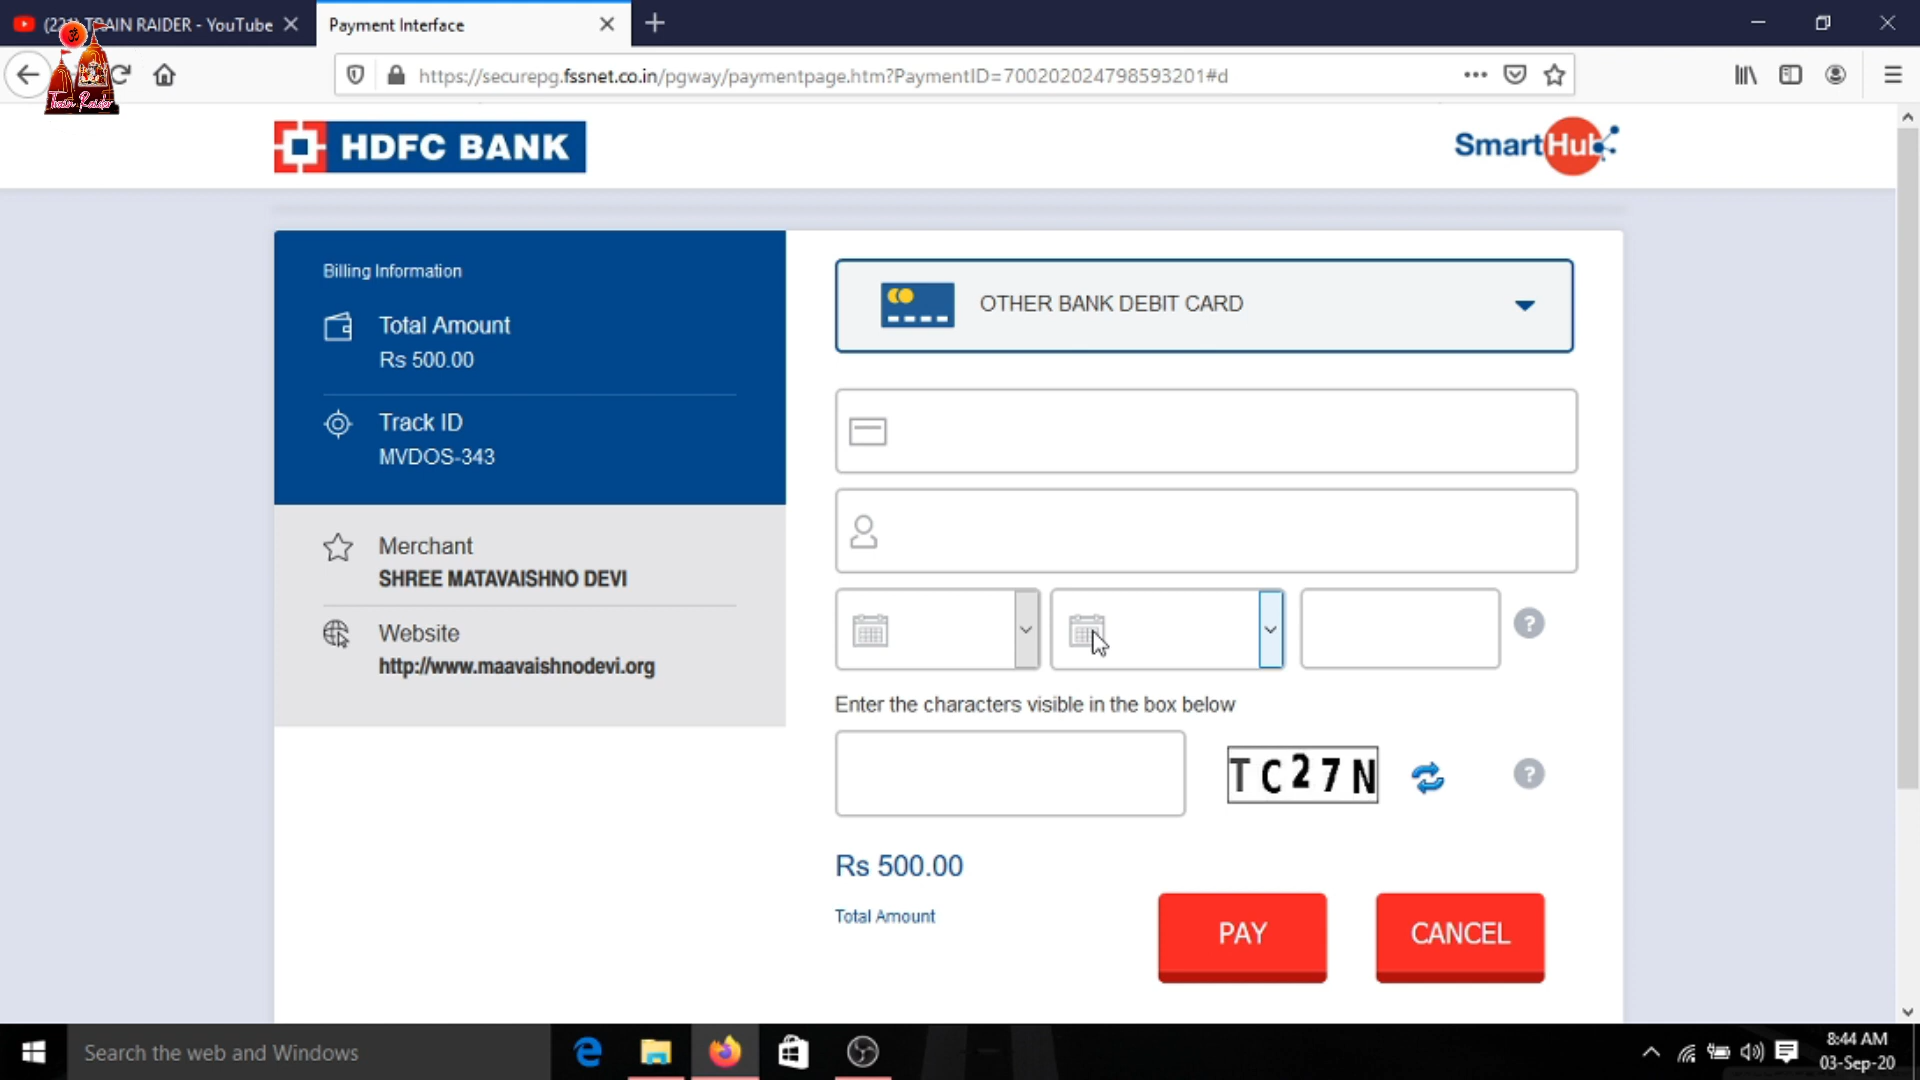 (221) TRAIN RAIDER - YouTube
Payment Interface
https://securepg.fssnet.co.in/pgway/paymentpage.htm?PaymentID=700202024798593201#d
Train Raider
HDFC BANK
SmartHub
Billing Information
Total Amount
Rs 500.00
Track ID
MVDOS-343
Merchant
SHREE MATAVAISHNO DEVI
Website
http://www.maavaishnodevi.org
OTHER BANK DEBIT CARD
?
Enter the characters visible in the box below
TC27N
?
Rs 500.00
Total Amount
PAY
CANCEL
Search the web and Windows
8:44 AM
03-Sep-20